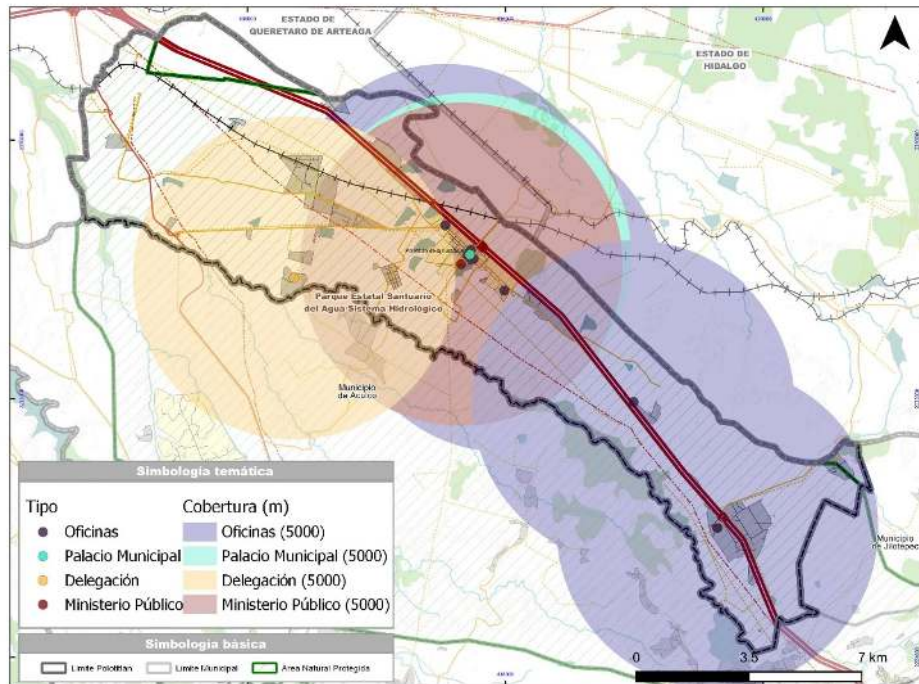 ESTADO DE
QUERETARO DE ARTEAGA
ESTADO DE
HIDALGO
Parque Estatal Santuario
del Agua Sistema Hidrológico
Municipio
de Aculco
Municipio
de Jilotepec
Simbología temática
Tipo
Cobertura (m)
Oficinas
Oficinas (5000)
Palacio Municipal
Palacio Municipal (5000)
Delegación
Delegación (5000)
Ministerio Público
Ministerio Público (5000)
Simbología básica
Límite Polotitlán
Límite Municipal
Área Natural Protegida
0
3.5
7 km